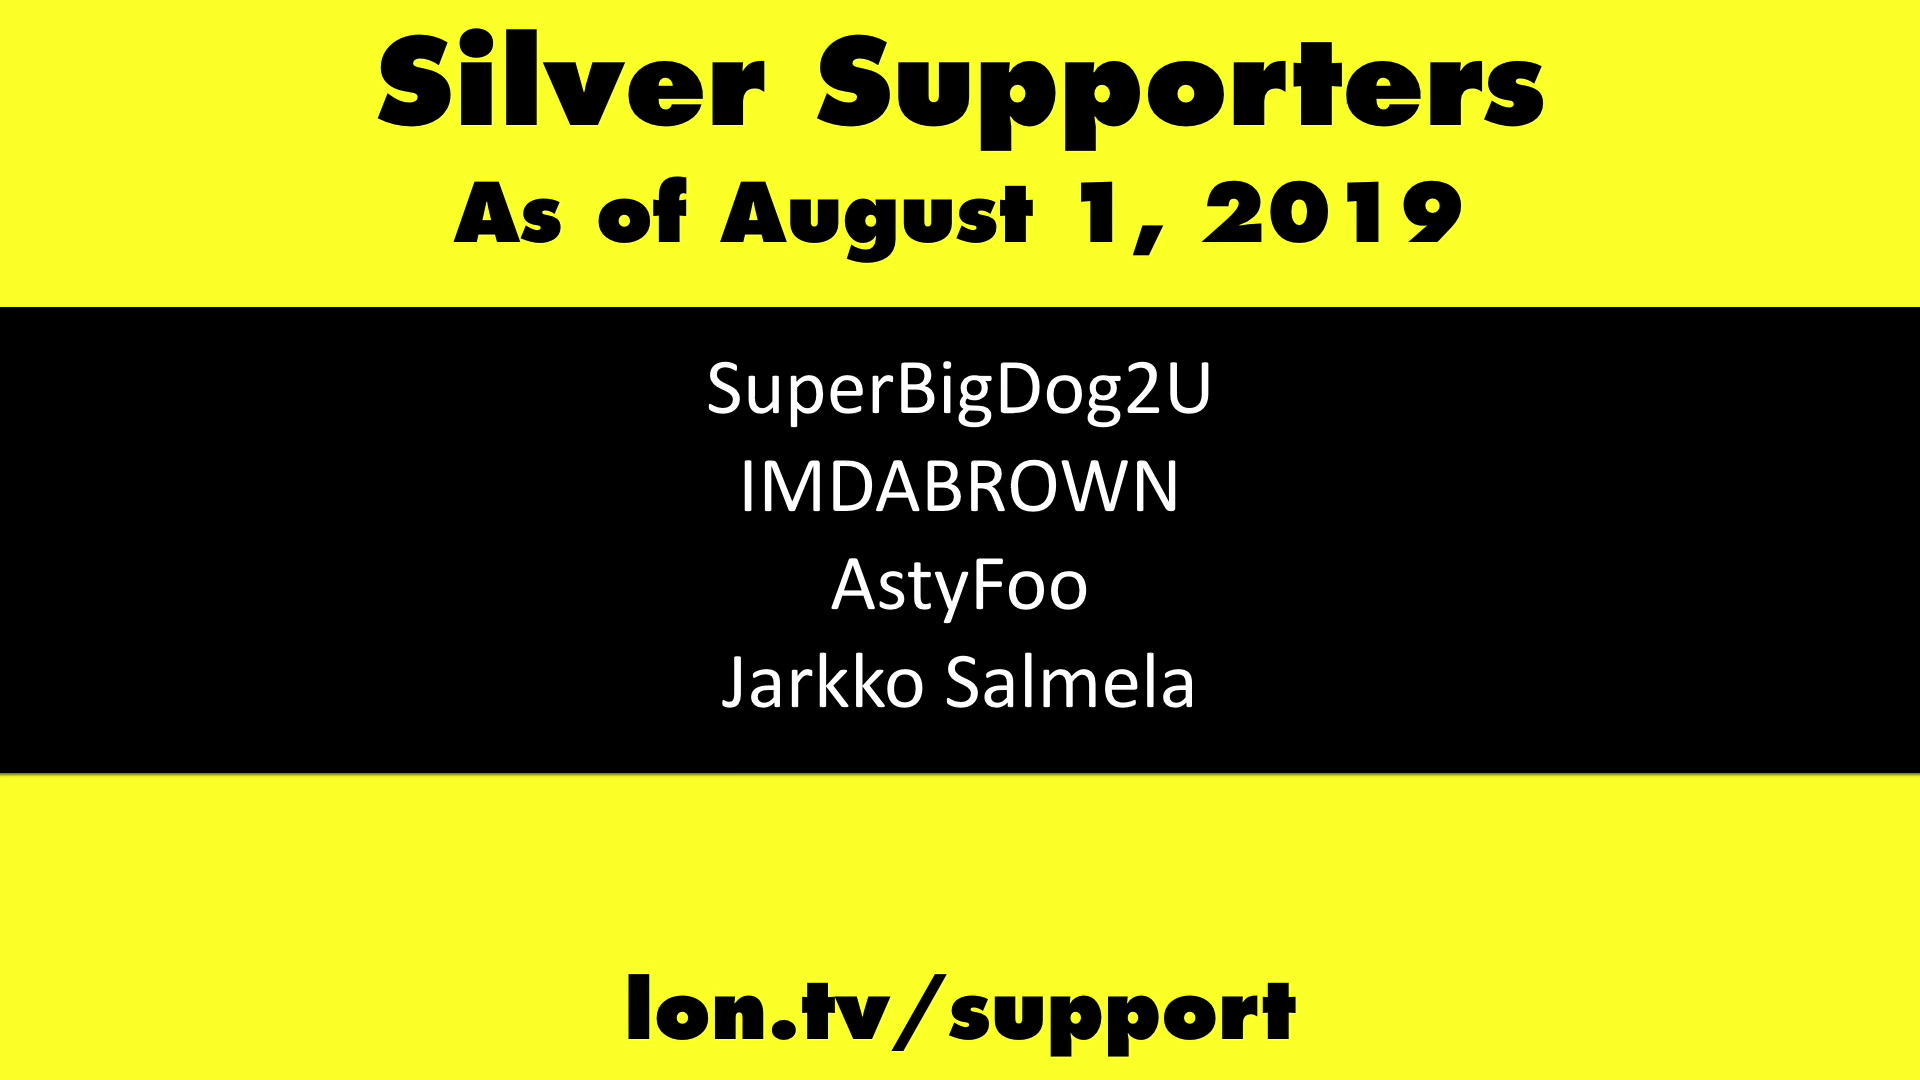 Silver Supporters
As of August 1, 2019
SuperBigDog2U
IMDABROWN
AstyFoo
Jarkko Salmela
lon.tv/support